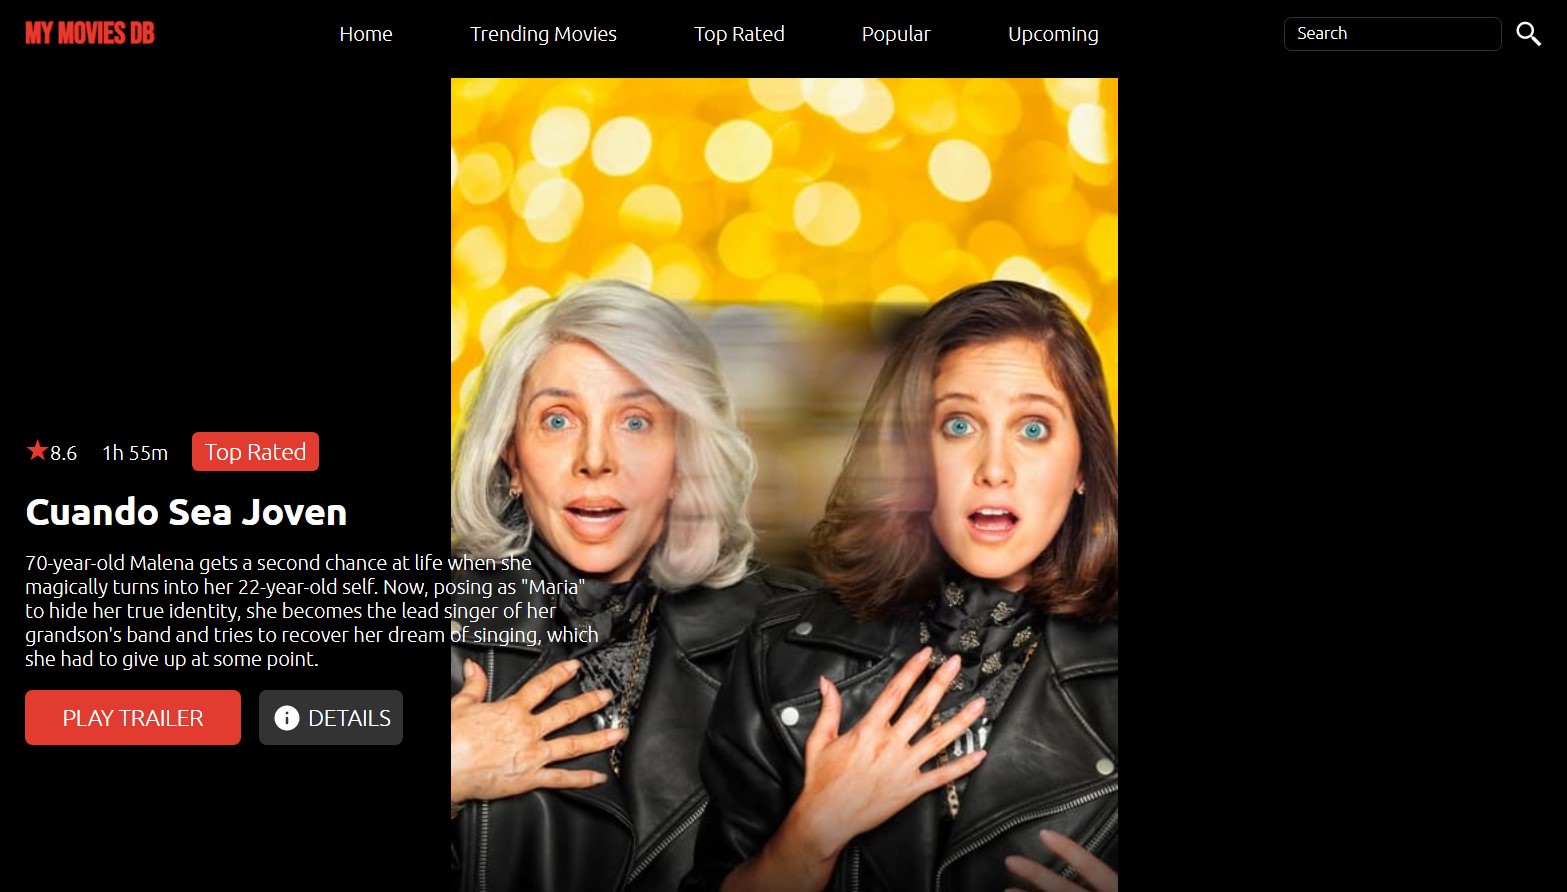 MY MOVIES DB
Home
Trending Movies
Top Rated
Popular
Upcoming
Search
8.6
1h 55m
Top Rated
Cuando Sea Joven
70-year-old Malena gets a second chance at life when she
magically turns into her 22-year-old self. Now, posing as "Maria"
to hide her true identity, she becomes the lead singer of her
grandson's band and tries to recover her dream of singing, which
she had to give up at some point.
PLAY TRAILER
DETAILS